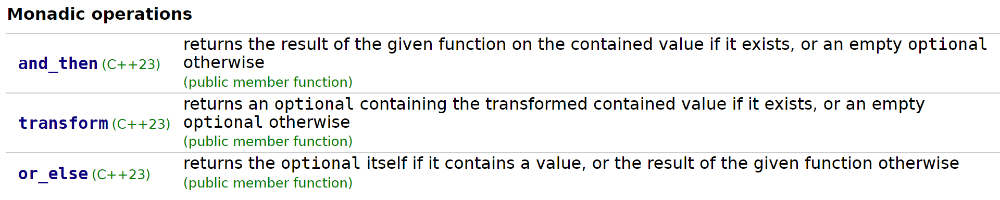 Monadic operations
and_then (C++23)
returns the result of the given function on the contained value if it exists, or an empty optional
otherwise
(public member function)
transform (C++23)
returns an optional containing the transformed contained value if it exists, or an empty
optional otherwise
(public member function)
or_else (C++23)
returns the optional itself if it contains a value, or the result of the given function otherwise
(public member function)